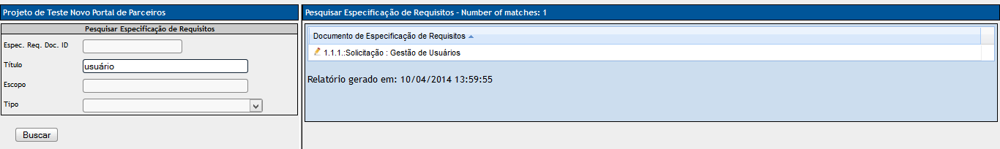 Projeto de Teste Novo Portal de Parceiros
Pesquisar Especificação de Requisitos
Espec. Req. Doc. ID
Título
usuário
Escopo
Tipo
Buscar
Pesquisar Especificação de Requisitos - Number of matches: 1
Documento de Especificação de Requisitos
1.1.1.:Solicitação : Gestão de Usuários
Relatório gerado em: 10/04/2014 13:59:55